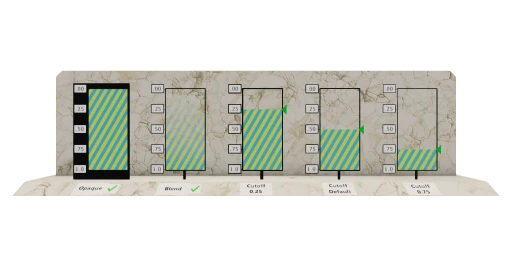 .00 .00 .00 .00 .00
.25 .25 .25 .25 .25
.50 .50 .50 .50 .50
.75 .75 .75 .75 .75
1.0 1.0 1.0 1.0 1.0
Opaque ✓ Blend ✓ Cutoff Cutoff Cutoff
0.25 Default 0.75